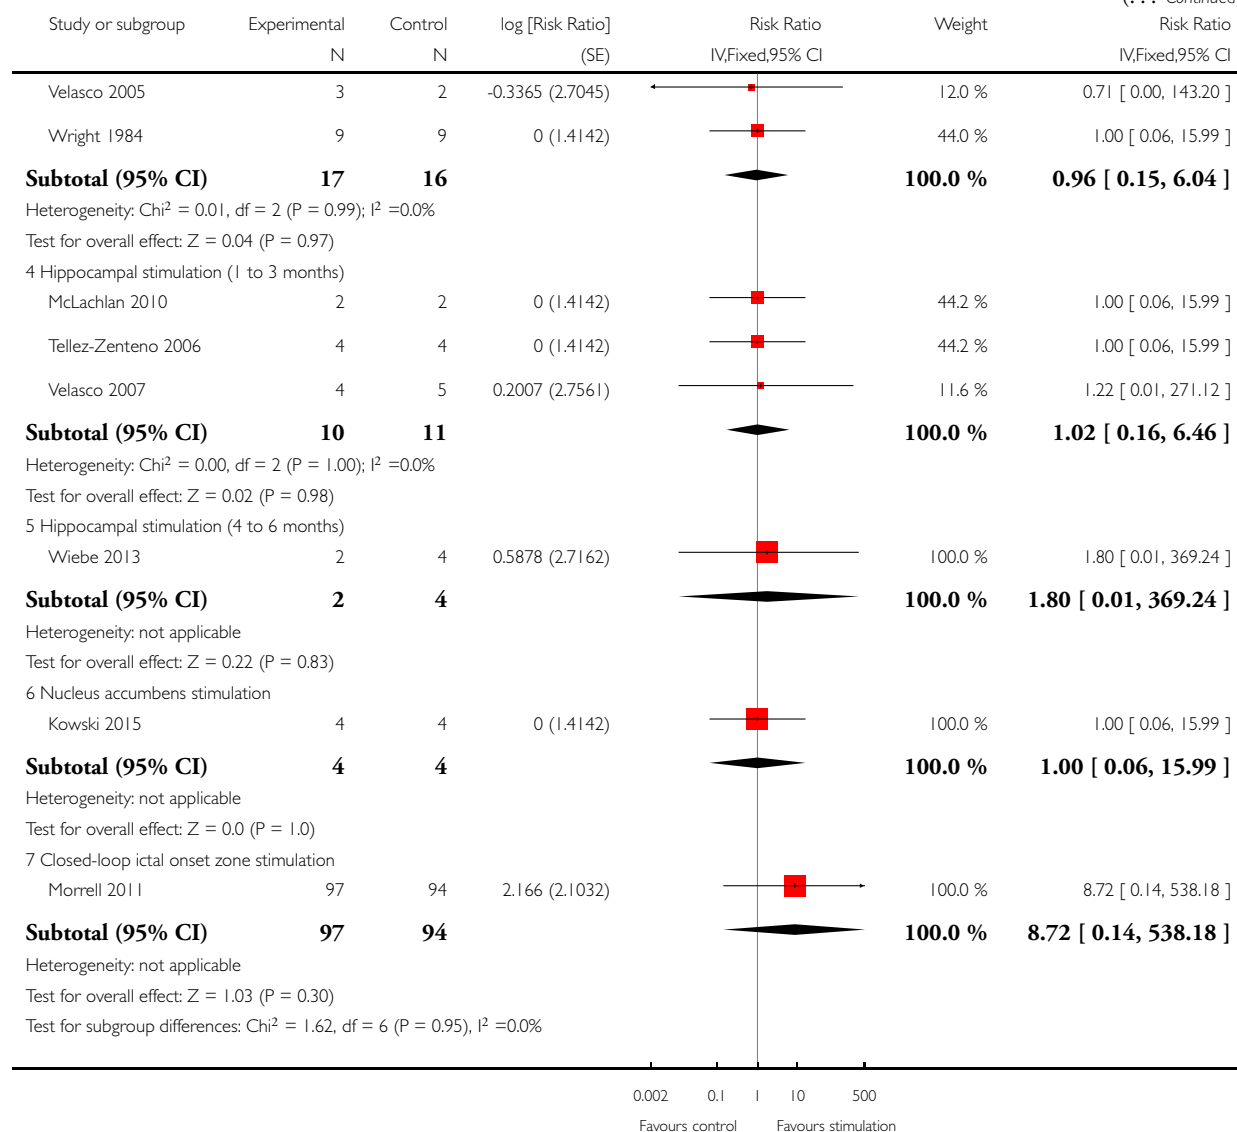 (. . . Continued
Study or subgroup Experimental Control log [Risk Ratio] Risk Ratio Weight Risk Ratio
N N (SE) IV,Fixed,95% CI IV,Fixed,95% CI
Velasco 2005 3 2 -0.3365 (2.7045) 12.0 % 0.71 [ 0.00, 143.20 ]
Wright 1984 9 9 0 (1.4142) 44.0 % 1.00 [ 0.06, 15.99 ]
Subtotal (95% CI) 17 16 100.0 % 0.96 [ 0.15, 6.04 ]
Heterogeneity: Chi² = 0.01, df = 2 (P = 0.99); I² =0.0%
Test for overall effect: Z = 0.04 (P = 0.97)
4 Hippocampal stimulation (1 to 3 months)
McLachlan 2010 2 2 0 (1.4142) 44.2 % 1.00 [ 0.06, 15.99 ]
Tellez-Zenteno 2006 4 4 0 (1.4142) 44.2 % 1.00 [ 0.06, 15.99 ]
Velasco 2007 4 5 0.2007 (2.7561) 11.6 % 1.22 [ 0.01, 271.12 ]
Subtotal (95% CI) 10 11 100.0 % 1.02 [ 0.16, 6.46 ]
Heterogeneity: Chi² = 0.00, df = 2 (P = 1.00); I² =0.0%
Test for overall effect: Z = 0.02 (P = 0.98)
5 Hippocampal stimulation (4 to 6 months)
Wiebe 2013 2 4 0.5878 (2.7162) 100.0 % 1.80 [ 0.01, 369.24 ]
Subtotal (95% CI) 2 4 100.0 % 1.80 [ 0.01, 369.24 ]
Heterogeneity: not applicable
Test for overall effect: Z = 0.22 (P = 0.83)
6 Nucleus accumbens stimulation
Kowski 2015 4 4 0 (1.4142) 100.0 % 1.00 [ 0.06, 15.99 ]
Subtotal (95% CI) 4 4 100.0 % 1.00 [ 0.06, 15.99 ]
Heterogeneity: not applicable
Test for overall effect: Z = 0.0 (P = 1.0)
7 Closed-loop ictal onset zone stimulation
Morrell 2011 97 94 2.166 (2.1032) 100.0 % 8.72 [ 0.14, 538.18 ]
Subtotal (95% CI) 97 94 100.0 % 8.72 [ 0.14, 538.18 ]
Heterogeneity: not applicable
Test for overall effect: Z = 1.03 (P = 0.30)
Test for subgroup differences: Chi² = 1.62, df = 6 (P = 0.95), I² =0.0%
0.002 0.1 1 10 500
Favours control Favours stimulation